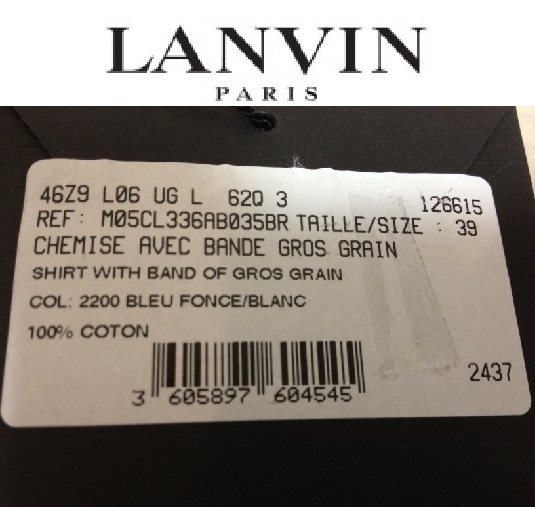 LANVIN
PARIS
46Z9 L06 UG L 62Q 3 126615
REF: M05CL336AB035BR TAILLE/SIZE : 39
CHEMISE AVEC BANDE GROS GRAIN
SHIRT WITH BAND OF GROS GRAIN
COL: 2200 BLEU FONCE/BLANC
100% COTON
2437
3 605897 604545